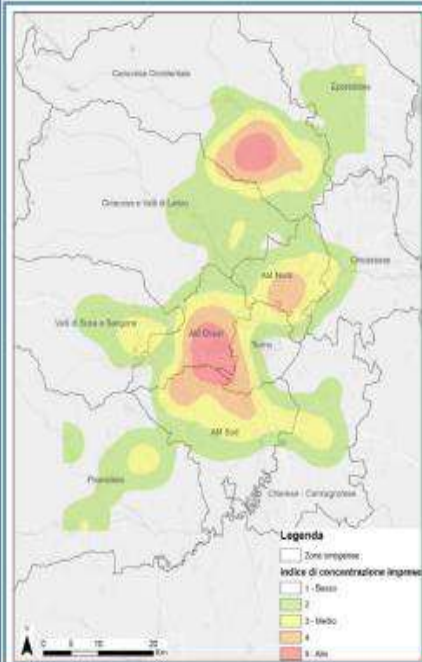 Canavese Occidentale
Eporediese
Ciriacese e Valli di Lanzo
AM Nord
Chivassese
Valli di Susa e Sangone
AM Ovest
Torino
AM Sud
Pinerolese
Chierese - Carmagnolese
Legenda
Zone omogenee
Indice di concentrazione imprese
1 - Basso
2
3 - Medio
4
5 - Alto
0 5 10 20
Km